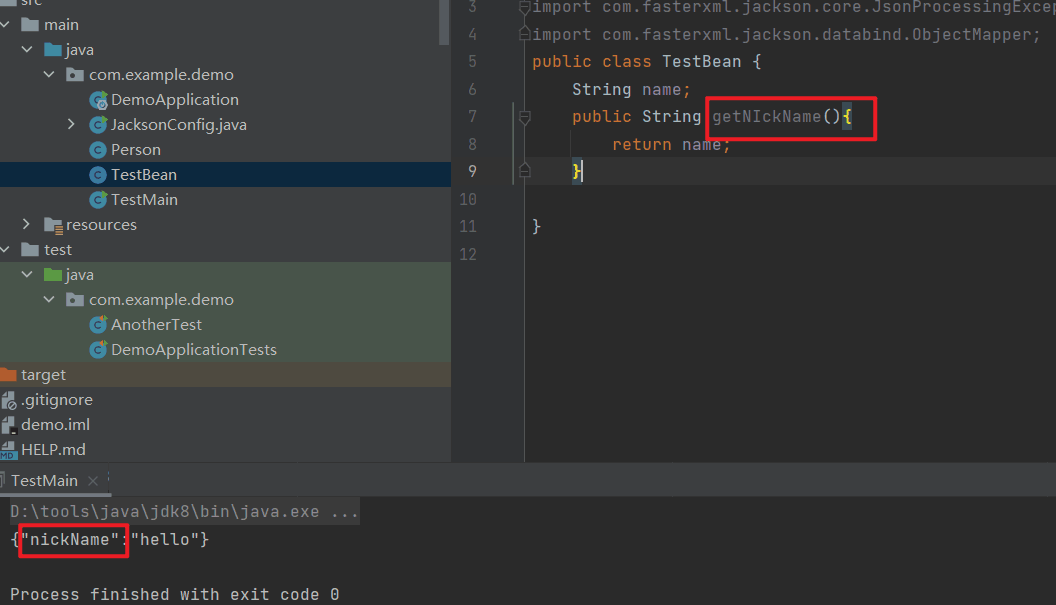 src
main
java
com.example.demo
DemoApplication
JacksonConfig.java
Person
TestBean
TestMain
resources
test
java
com.example.demo
AnotherTest
DemoApplicationTests
target
.gitignore
demo.iml
HELP.md
3 import com.fasterxml.jackson.core.JsonProcessingExcep
4 import com.fasterxml.jackson.databind.ObjectMapper;
5 public class TestBean {
6 String name;
7 public String getNIckName(){
8 return name;
9 }
10
11 }
12
TestMain
D:\tools\java\jdk8\bin\java.exe ...
{"nickName":"hello"}
Process finished with exit code 0